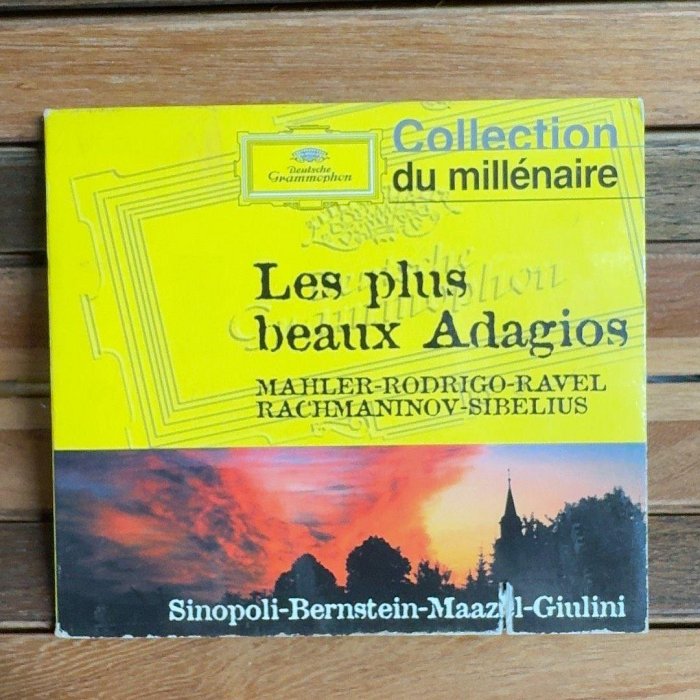 Deutsche
Grammophon
Collection
du millénaire
Les plus
beaux Adagios
MAHLER-RODRIGO-RAVEL
RACHMANINOV-SIBELIUS
Sinopoli-Bernstein-Maazel-Giulini